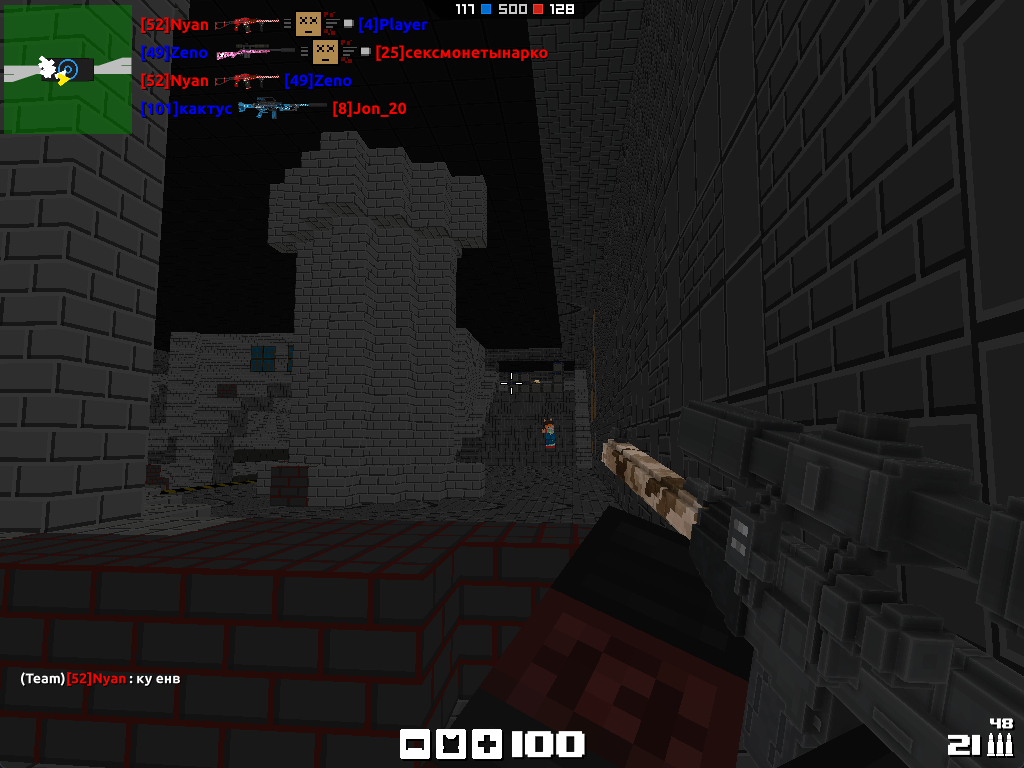 111 500 128
[52]Nyan [4]Player
[49]Zeno [25]сексмонетынарко
[52]Nyan [49]Zeno
[101]кактус [8]Jon_20
(Team)[52]Nyan : ку енв
48
100 21